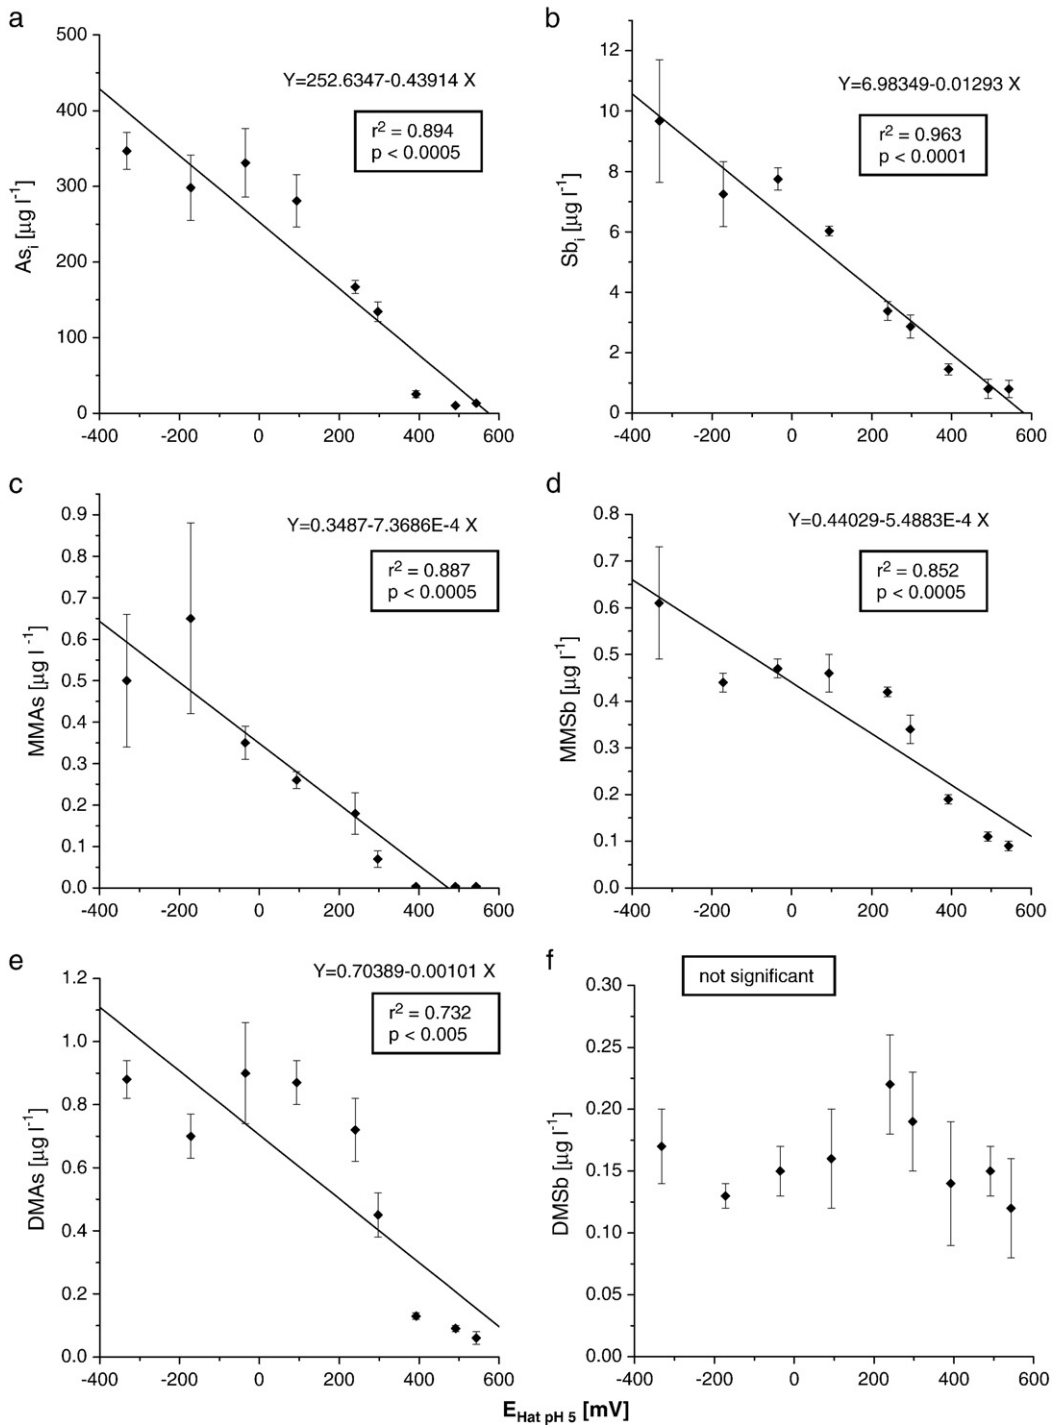 a
As_i [µg l⁻¹]
500
400
300
200
100
0
-400 -200 0 200 400 600
Y=252.6347-0.43914 X
r² = 0.894
p < 0.0005
b
Sb_i [µg l⁻¹]
12
10
8
6
4
2
0
-400 -200 0 200 400 600
Y=6.98349-0.01293 X
r² = 0.963
p < 0.0001
c
MMAs [µg l⁻¹]
0.9
0.8
0.7
0.6
0.5
0.4
0.3
0.2
0.1
0.0
-400 -200 0 200 400 600
Y=0.3487-7.3686E-4 X
r² = 0.887
p < 0.0005
d
MMSb [µg l⁻¹]
0.8
0.7
0.6
0.5
0.4
0.3
0.2
0.1
0.0
-400 -200 0 200 400 600
Y=0.44029-5.4883E-4 X
r² = 0.852
p < 0.0005
e
DMAs [µg l⁻¹]
1.2
1.0
0.8
0.6
0.4
0.2
0.0
-400 -200 0 200 400 600
Y=0.70389-0.00101 X
r² = 0.732
p < 0.005
f
DMSb [µg l⁻¹]
0.30
0.25
0.20
0.15
0.10
0.05
0.00
-400 -200 0 200 400 600
not significant
E_Hat pH 5 [mV]